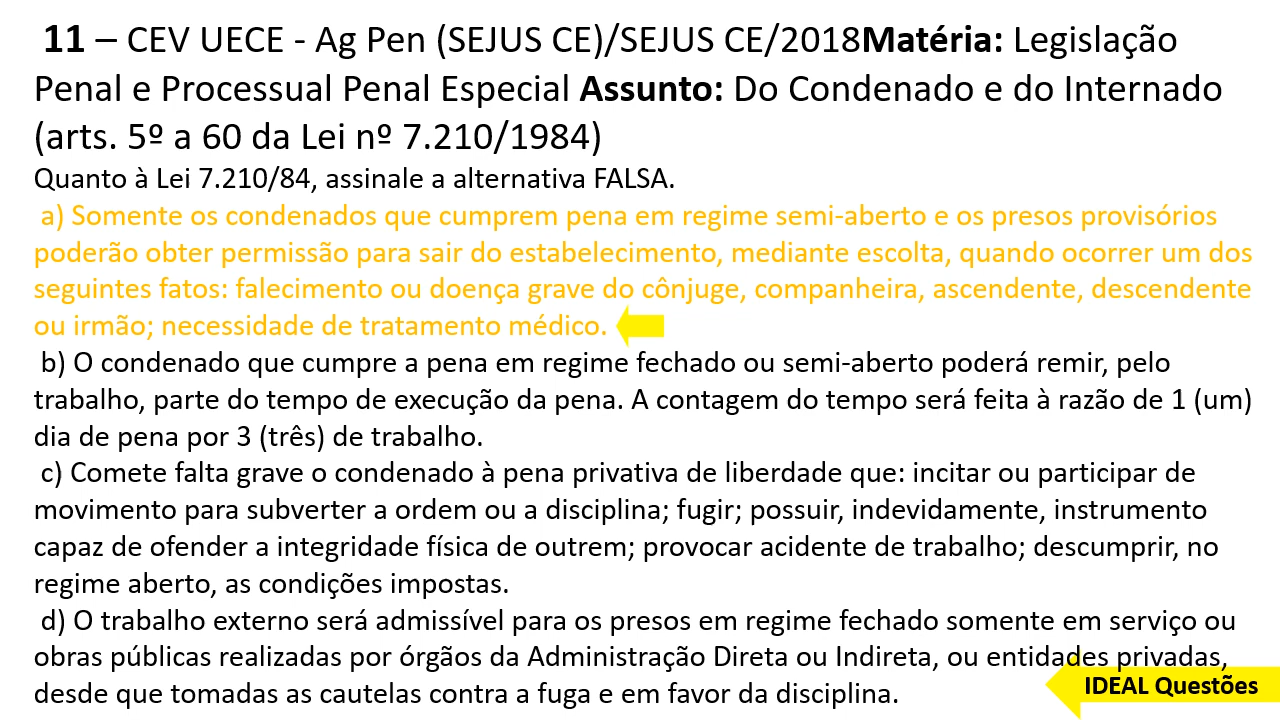 11 – CEV UECE - Ag Pen (SEJUS CE)/SEJUS CE/2018Matéria: Legislação
Penal e Processual Penal Especial Assunto: Do Condenado e do Internado
(arts. 5º a 60 da Lei nº 7.210/1984)
Quanto à Lei 7.210/84, assinale a alternativa FALSA.
a) Somente os condenados que cumprem pena em regime semi-aberto e os presos provisórios
poderão obter permissão para sair do estabelecimento, mediante escolta, quando ocorrer um dos
seguintes fatos: falecimento ou doença grave do cônjuge, companheira, ascendente, descendente
ou irmão; necessidade de tratamento médico.
b) O condenado que cumpre a pena em regime fechado ou semi-aberto poderá remir, pelo
trabalho, parte do tempo de execução da pena. A contagem do tempo será feita à razão de 1 (um)
dia de pena por 3 (três) de trabalho.
c) Comete falta grave o condenado à pena privativa de liberdade que: incitar ou participar de
movimento para subverter a ordem ou a disciplina; fugir; possuir, indevidamente, instrumento
capaz de ofender a integridade física de outrem; provocar acidente de trabalho; descumprir, no
regime aberto, as condições impostas.
d) O trabalho externo será admissível para os presos em regime fechado somente em serviço ou
obras públicas realizadas por órgãos da Administração Direta ou Indireta, ou entidades privadas,
desde que tomadas as cautelas contra a fuga e em favor da disciplina.
IDEAL Questões